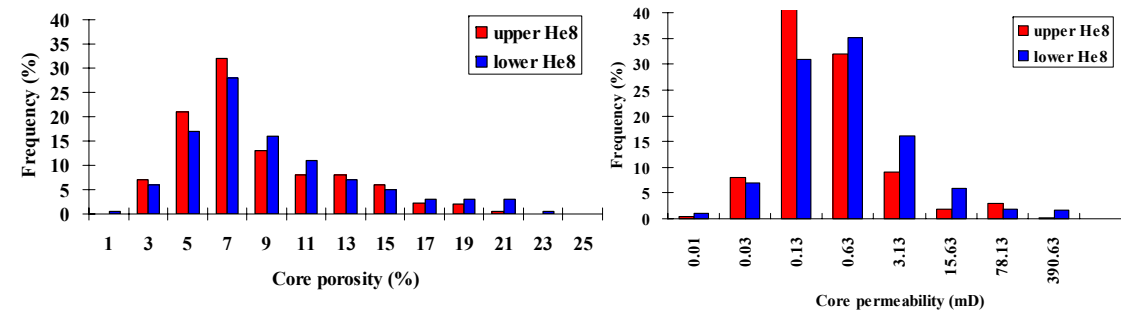 40
35
30
25
20
15
10
5
0
Frequency (%)
upper He8
lower He8
1 3 5 7 9 11 13 15 17 19 21 23 25
Core porosity (%)
40
35
30
25
20
15
10
5
0
Frequency (%)
upper He8
lower He8
0.01 0.03 0.13 0.63 3.13 15.63 78.13 390.63
Core permeability (mD)